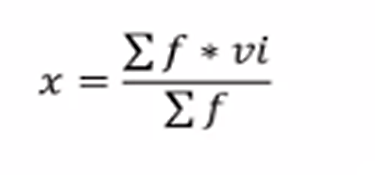 x = ∑ f * vi / ∑ f